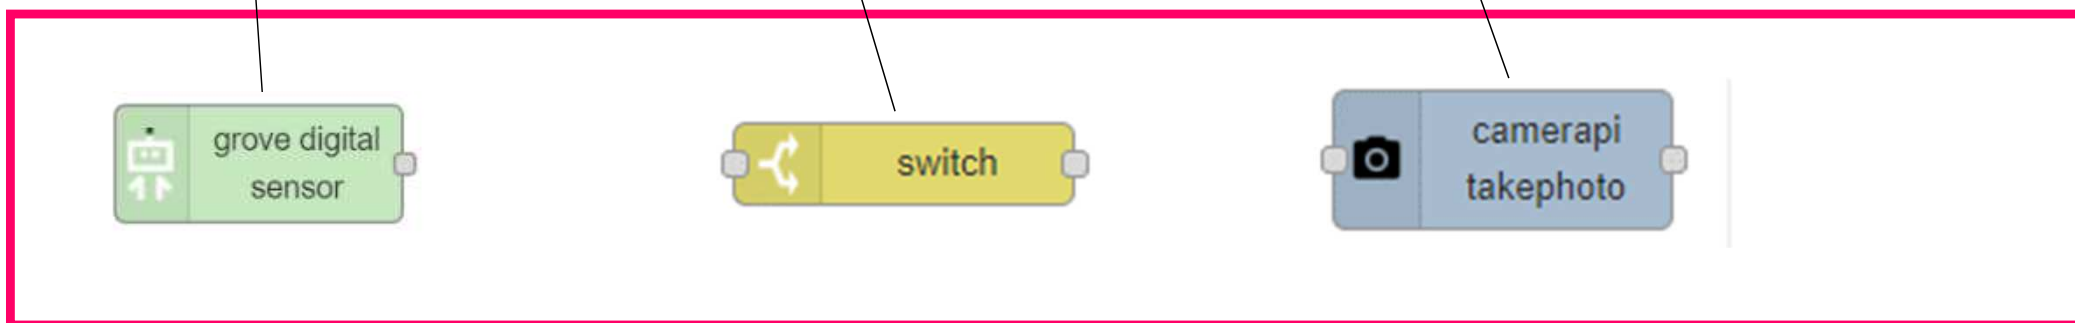 grove digital
sensor
switch
camerapi
takephoto